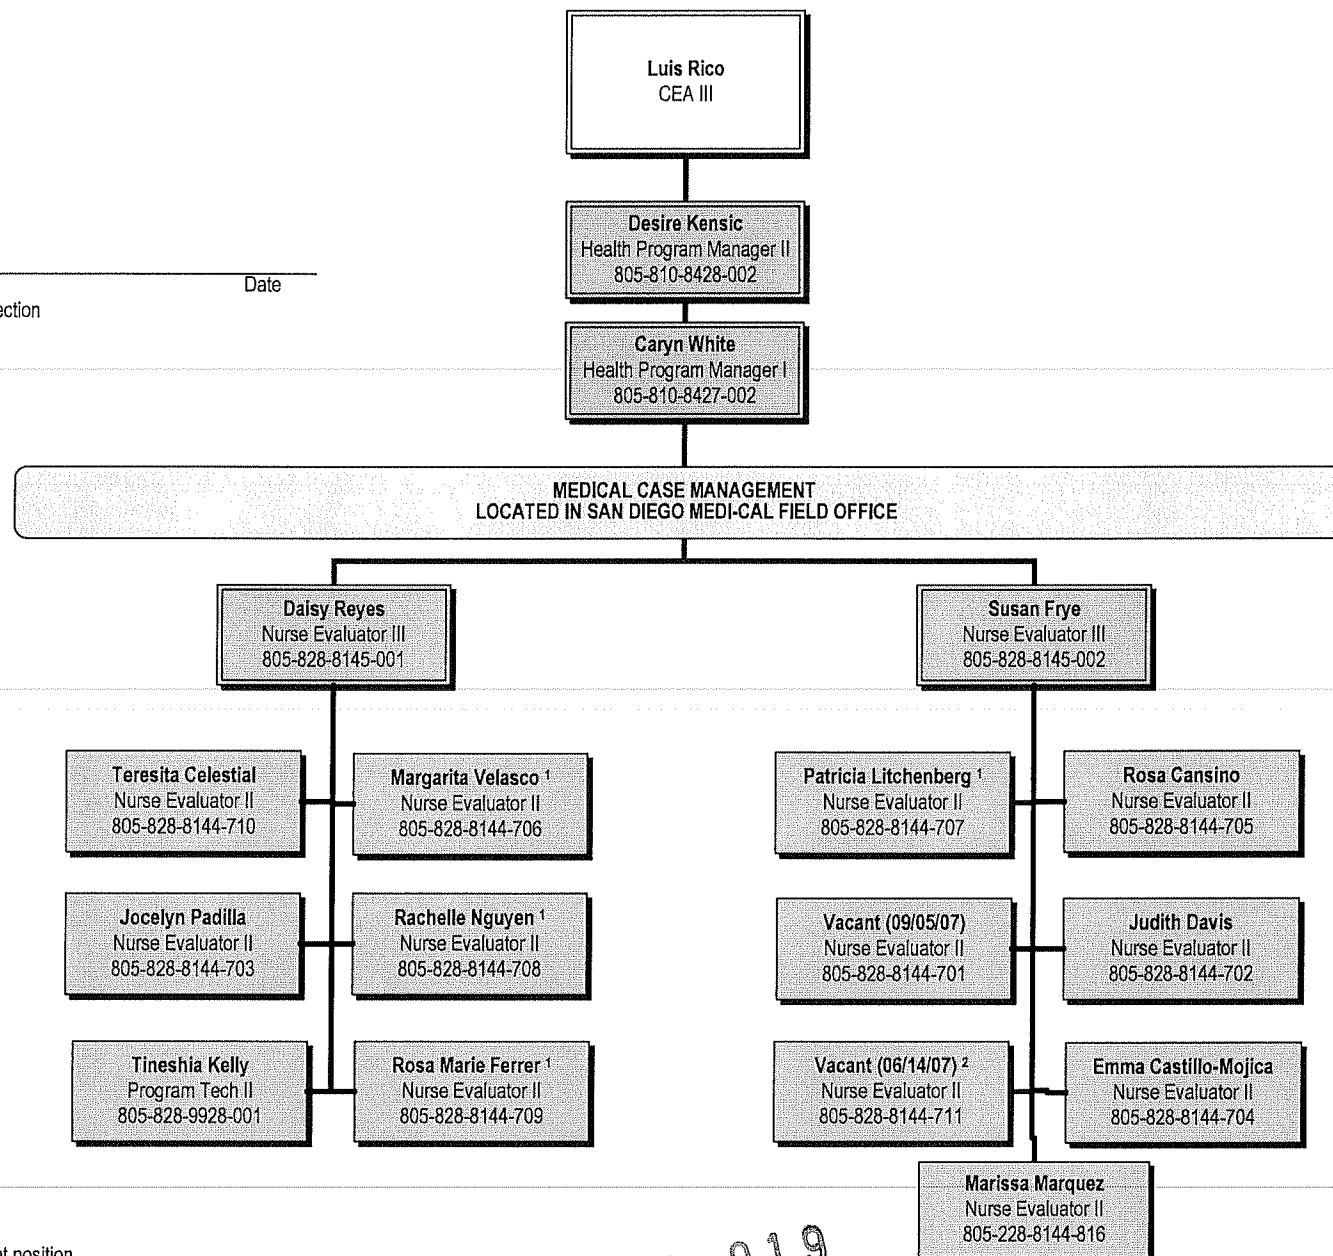 Luis Rico
CEA III
Desire Kensic
Health Program Manager II
805-810-8428-002
Date
ection
Caryn White
Health Program Manager I
805-810-8427-002
MEDICAL CASE MANAGEMENT
LOCATED IN SAN DIEGO MEDI-CAL FIELD OFFICE
Daisy Reyes
Nurse Evaluator III
805-828-8145-001
Susan Frye
Nurse Evaluator III
805-828-8145-002
Teresita Celestial
Nurse Evaluator II
805-828-8144-710
Margarita Velasco ¹
Nurse Evaluator II
805-828-8144-706
Patricia Litchenberg ¹
Nurse Evaluator II
805-828-8144-707
Rosa Cansino
Nurse Evaluator II
805-828-8144-705
Jocelyn Padilla
Nurse Evaluator II
805-828-8144-703
Rachelle Nguyen ¹
Nurse Evaluator II
805-828-8144-708
Vacant (09/05/07)
Nurse Evaluator II
805-828-8144-701
Judith Davis
Nurse Evaluator II
805-828-8144-702
Tineshia Kelly
Program Tech II
805-828-9928-001
Rosa Marie Ferrer ¹
Nurse Evaluator II
805-828-8144-709
Vacant (06/14/07) ²
Nurse Evaluator II
805-828-8144-711
Emma Castillo-Mojica
Nurse Evaluator II
805-828-8144-704
Marissa Marquez
Nurse Evaluator II
805-228-8144-816
919
position